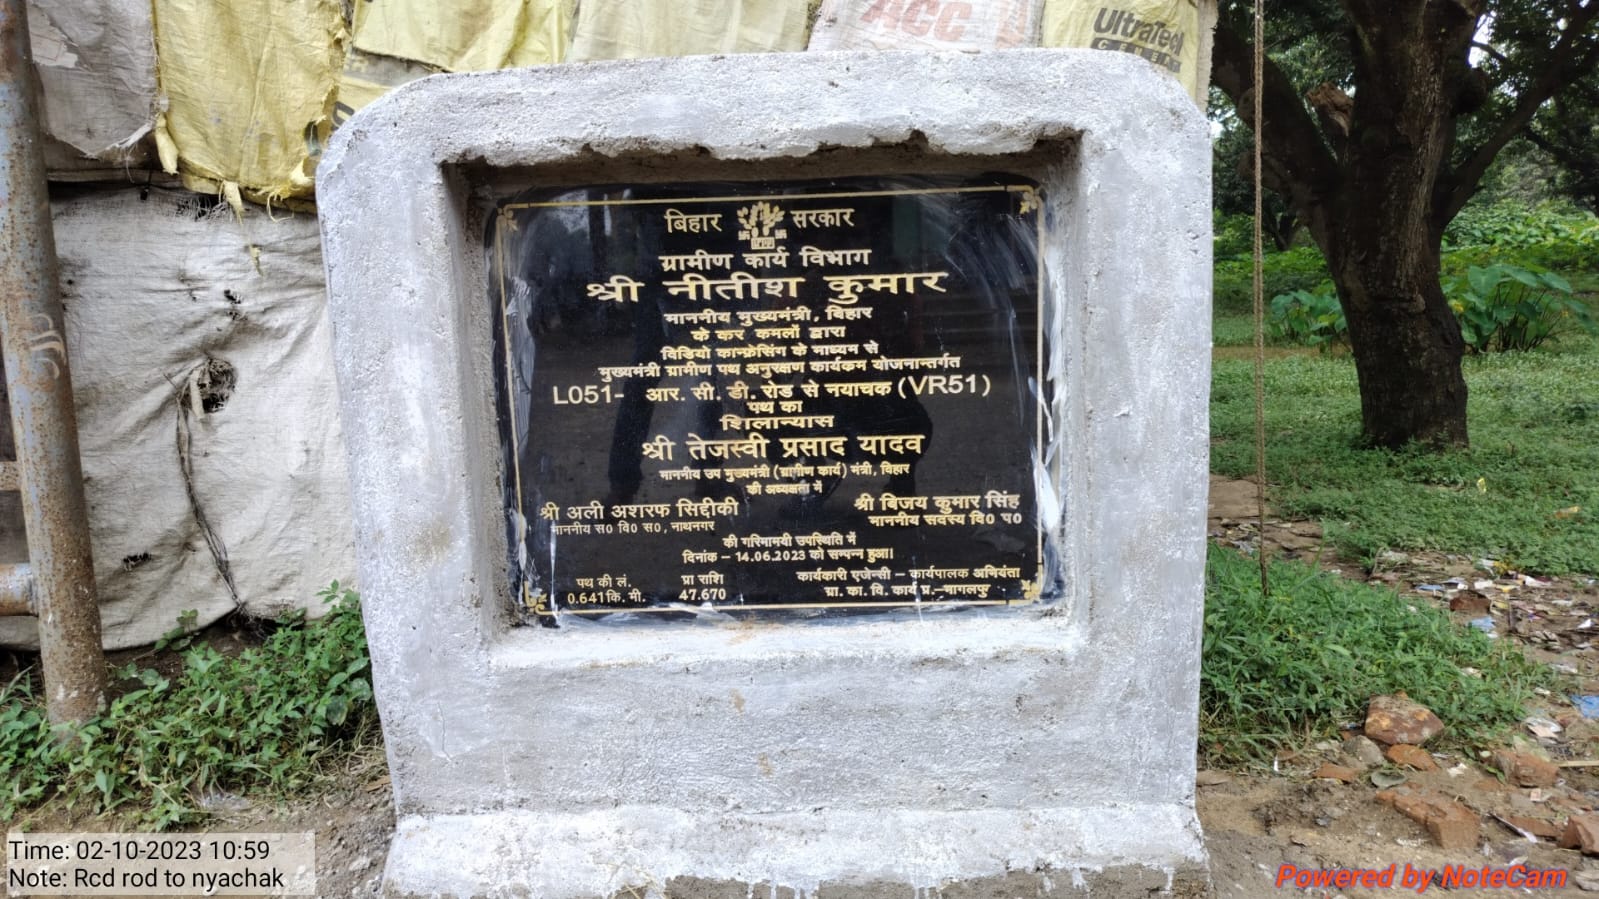 ACC
UltraTech
CEMENT
बिहार सरकार
ग्रामीण कार्य विभाग
श्री नीतीश कुमार
माननीय मुख्यमंत्री, बिहार
के कर कमलों द्वारा
विडियो कान्फ्रेसिंग के माध्यम से
मुख्यमंत्री ग्रामीण पथ अनुरक्षण कार्यकम योजनान्तर्गत
L051- आर. सी. डी. रोड से नयाचक (VR51)
पथ का
शिलान्यास
श्री तेजस्वी प्रसाद यादव
माननीय उप मुख्यमंत्री (ग्रामीण कार्य) मंत्री, बिहार
की अध्यक्षता में
श्री अली अशरफ सिद्दीकी श्री बिजय कुमार सिंह
माननीय स० वि० स०, नाथनगर माननीय सदस्य वि० प०
की गरिमामयी उपस्थिति में
दिनांक – 14.06.2023 को सम्पन्न हुआ।
पथ की लं. प्रा राशि कार्यकारी एजेन्सी – कार्यपालक अभियंता
0.641कि. मी. 47.670 ग्रा. का. वि. कार्य प्र.–भागलपुर
Time: 02-10-2023 10:59
Note: Rcd rod to nyachak
Powered by NoteCam